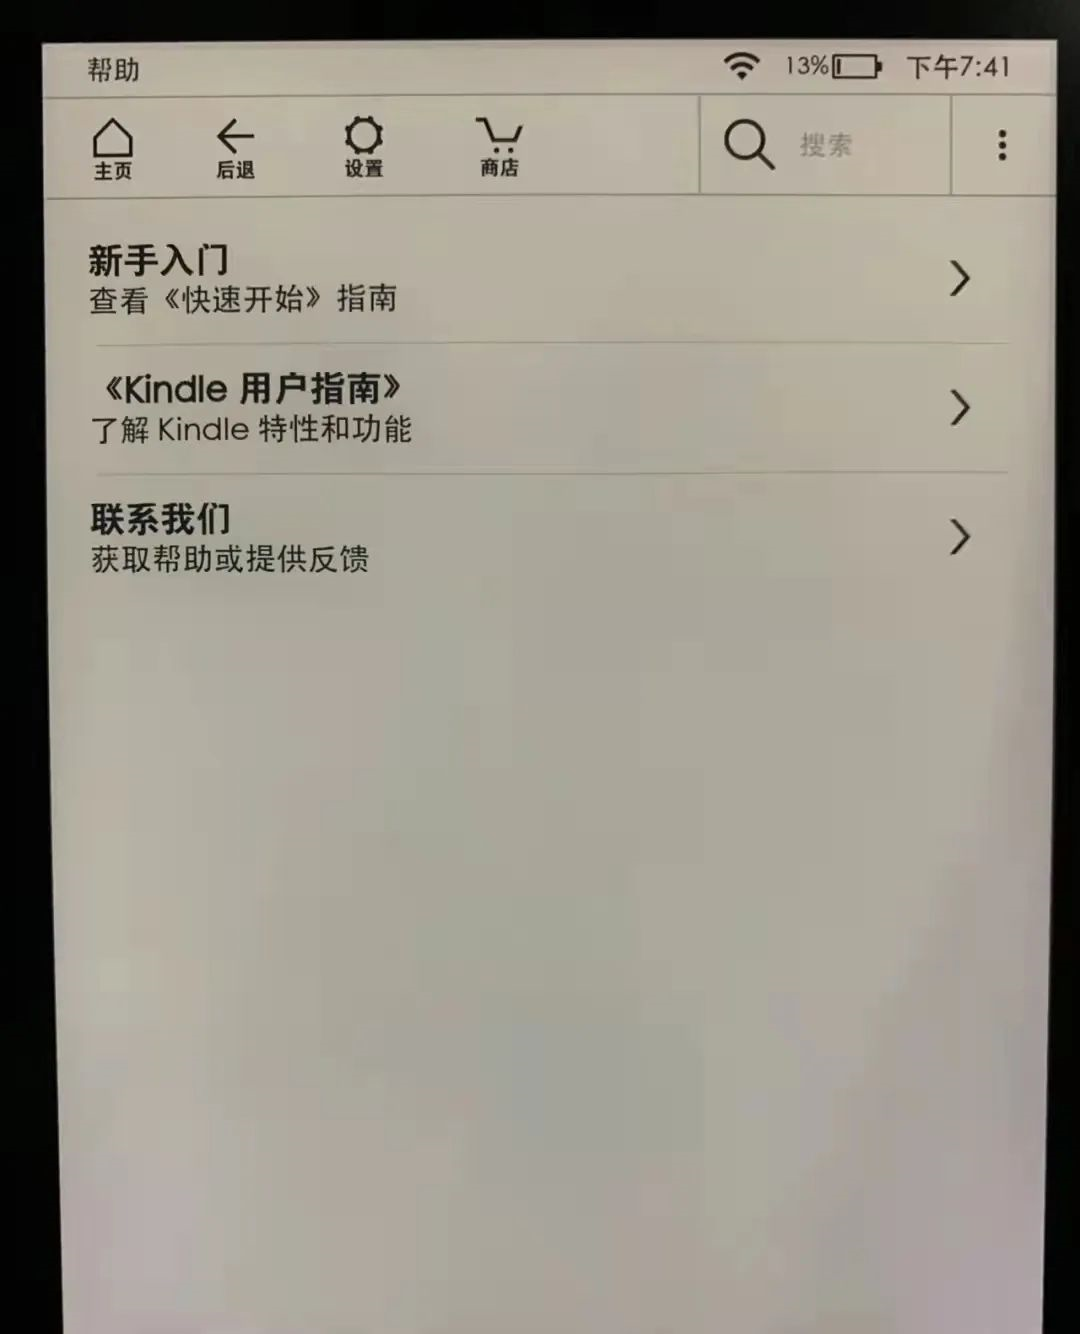 帮助
13%
下午7:41
主页
后退
设置
商店
搜索
新手入门
查看《快速开始》指南
《Kindle 用户指南》
了解 Kindle 特性和功能
联系我们
获取帮助或提供反馈